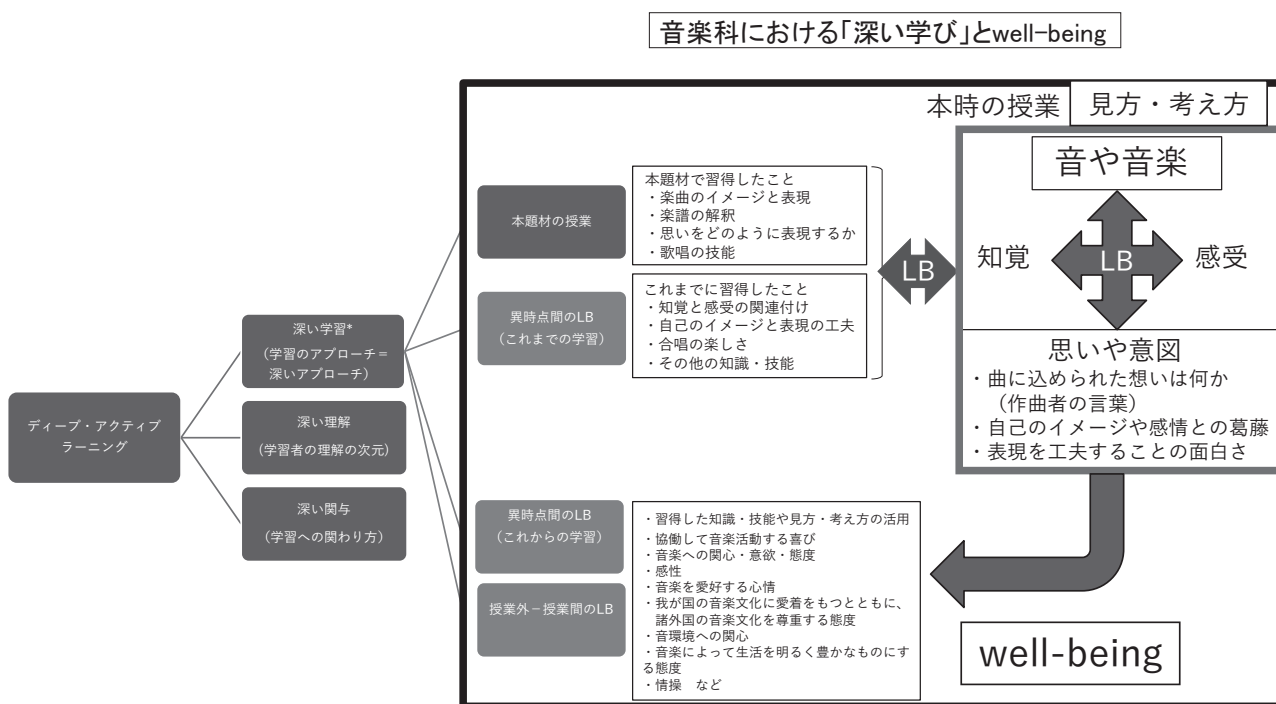 音楽科における「深い学び」とwell-being
本時の授業
見方・考え方
音や音楽
知覚
LB
感受
思いや意図
・曲に込められた想いは何か
（作曲者の言葉）
・自己のイメージや感情との葛藤
・表現を工夫することの面白さ
LB
本題材の授業
本題材で習得したこと
・楽曲のイメージと表現
・楽譜の解釈
・思いをどのように表現するか
・歌唱の技能
異時点間のLB
（これまでの学習）
これまでに習得したこと
・知覚と感受の関連付け
・自己のイメージと表現の工夫
・合唱の楽しさ
・その他の知識・技能
ディープ・アクティブ
ラーニング
深い学習*
（学習のアプローチ＝
深いアプローチ）
深い理解
（学習者の理解の次元）
深い関与
（学習への関わり方）
異時点間のLB
（これからの学習）
授業外－授業間のLB
・習得した知識・技能や見方・考え方の活用
・協働して音楽活動する喜び
・音楽への関心・意欲・態度
・感性
・音楽を愛好する心情
・我が国の音楽文化に愛着をもつとともに、
諸外国の音楽文化を尊重する態度
・音環境への関心
・音楽によって生活を明るく豊かなものにす
る態度
・情操　など
well-being